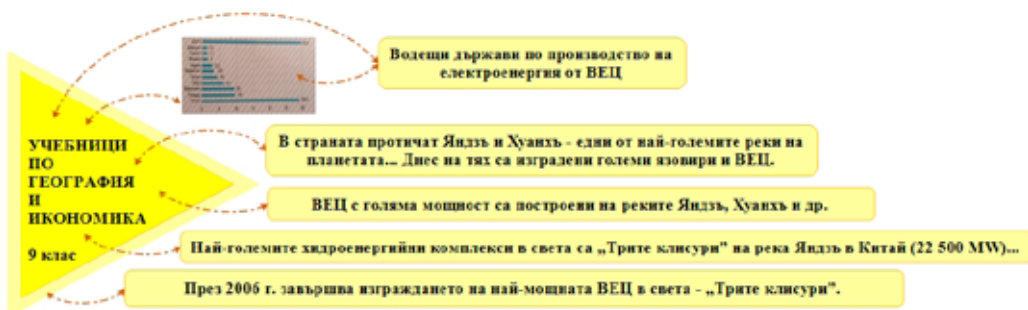 Водещи държави по производство на
електроенергия от ВЕЦ
УЧЕБНИЦИ
ПО
ГЕОГРАФИЯ
И
ИКОНОМИКА
9 клас
В страната протичат Яндзъ и Хуанхъ - едни от най-големите реки на
планетата... Днес на тях са изградени големи язовири и ВЕЦ.
ВЕЦ с голяма мощност са построени на реките Яндзъ, Хуанхъ и др.
Най-големите хидроенергийни комплекси в света са „Трите клисури” на река Яндзъ в Китай (22 500 MW)...
През 2006 г. завършва изграждането на най-мощната ВЕЦ в света - „Трите клисури”.